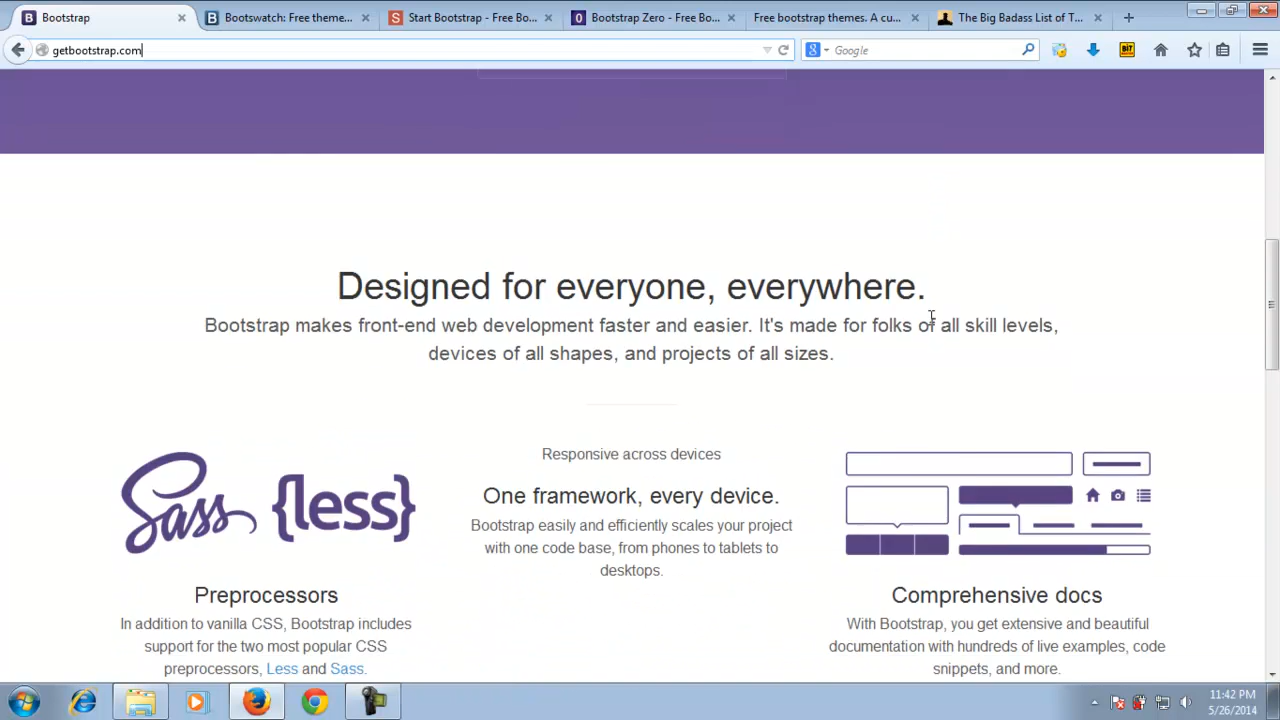 Bootstrap
Bootswatch: Free theme...
Start Bootstrap - Free Bo...
Bootstrap Zero - Free Bo...
Free bootstrap themes. A cu...
The Big Badass List of T...
getbootstrap.com
Google
BIT
Designed for everyone, everywhere.
Bootstrap makes front-end web development faster and easier. It's made for folks of all skill levels,
devices of all shapes, and projects of all sizes.
Sass {less}
Responsive across devices
One framework, every device.
Bootstrap easily and efficiently scales your project
with one code base, from phones to tablets to
desktops.
Preprocessors
In addition to vanilla CSS, Bootstrap includes
support for the two most popular CSS
preprocessors, Less and Sass.
Comprehensive docs
With Bootstrap, you get extensive and beautiful
documentation with hundreds of live examples, code
snippets, and more.
11:42 PM
5/26/2014